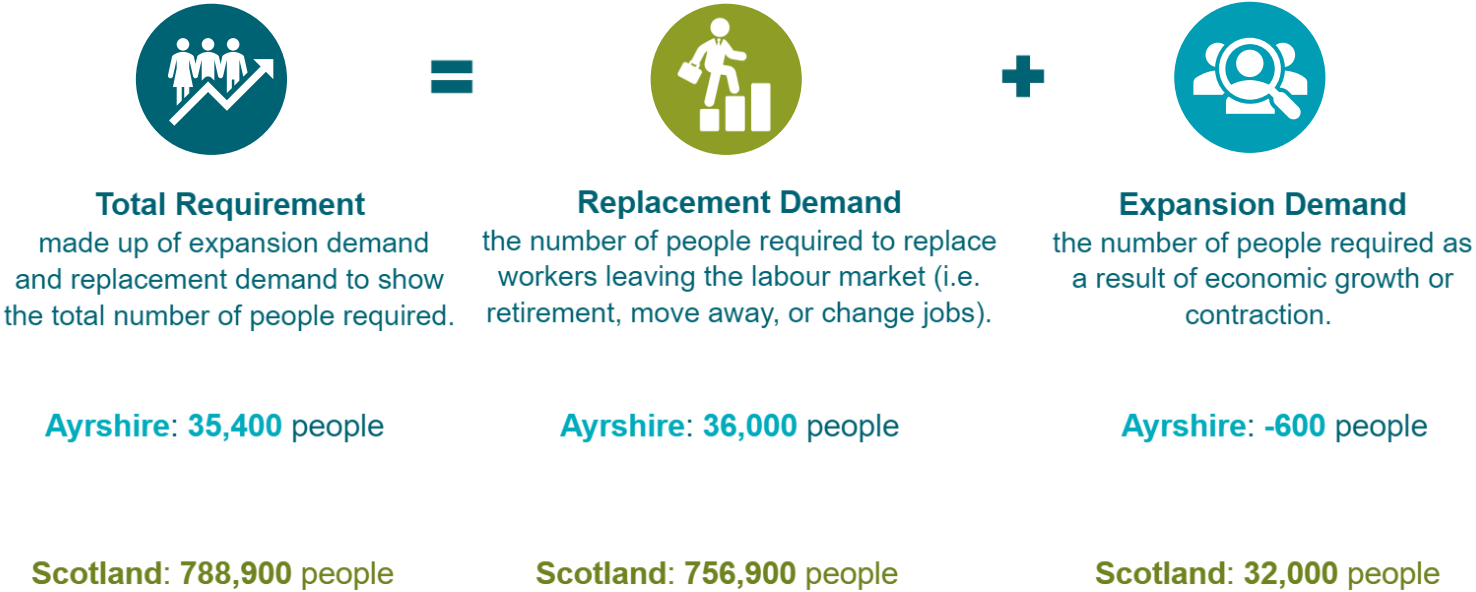 =
+
Total Requirement
made up of expansion demand
and replacement demand to show
the total number of people required.
Replacement Demand
the number of people required to replace
workers leaving the labour market (i.e.
retirement, move away, or change jobs).
Expansion Demand
the number of people required as
a result of economic growth or
contraction.
Ayrshire: 35,400 people
Ayrshire: 36,000 people
Ayrshire: -600 people
Scotland: 788,900 people
Scotland: 756,900 people
Scotland: 32,000 people